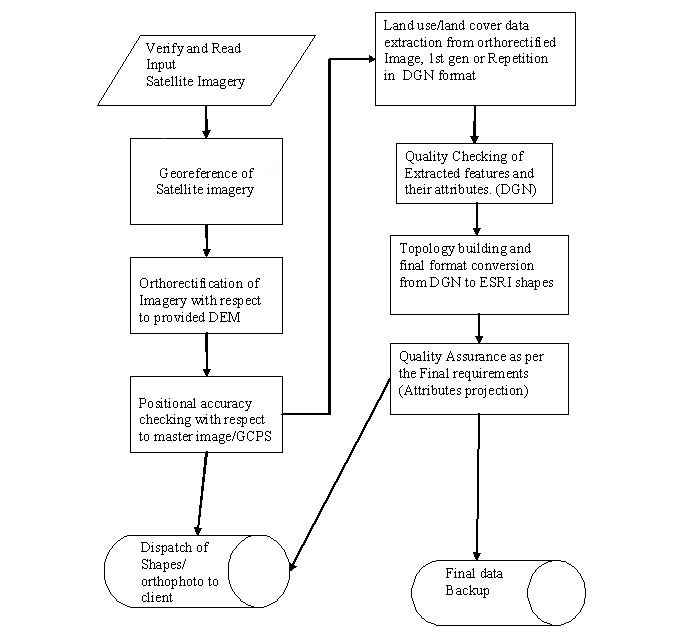 Verify and Read
Input
Satellite Imagery
Georeference of
Satellite imagery
Orthorectification of
Imagery with respect
to provided DEM
Positional accuracy
checking with respect
to master image/GCPS
Dispatch of
Shapes/
orthophoto to
client
Land use/land cover data
extraction from orthorectified
Image, 1st gen or Repetition
in DGN format
Quality Checking of
Extracted features and
their attributes. (DGN)
Topology building and
final format conversion
from DGN to ESRI shapes
Quality Assurance as per
the Final requirements
(Attributes projection)
Final data
Backup